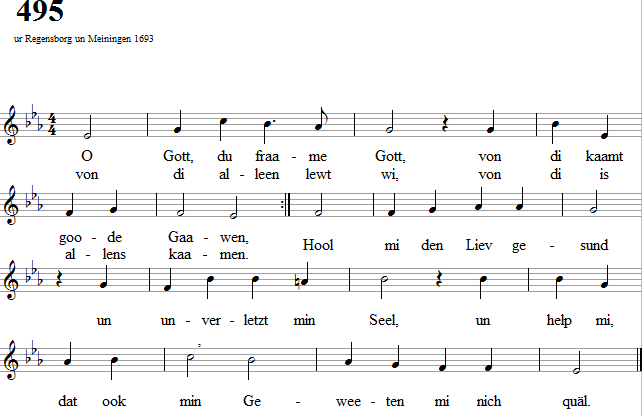 495
ur Regensborg un Meiningen 1693
O Gott, du fraa - me Gott, von di kaamt
von di al - leen lewt wi, von di is
goo - de Gaa - wen, Hool mi den Liev ge - sund
al - lens kaa - men.
un un - ver - letzt min Seel, un help mi,
dat ook min Ge - wee - ten mi nich quäl.